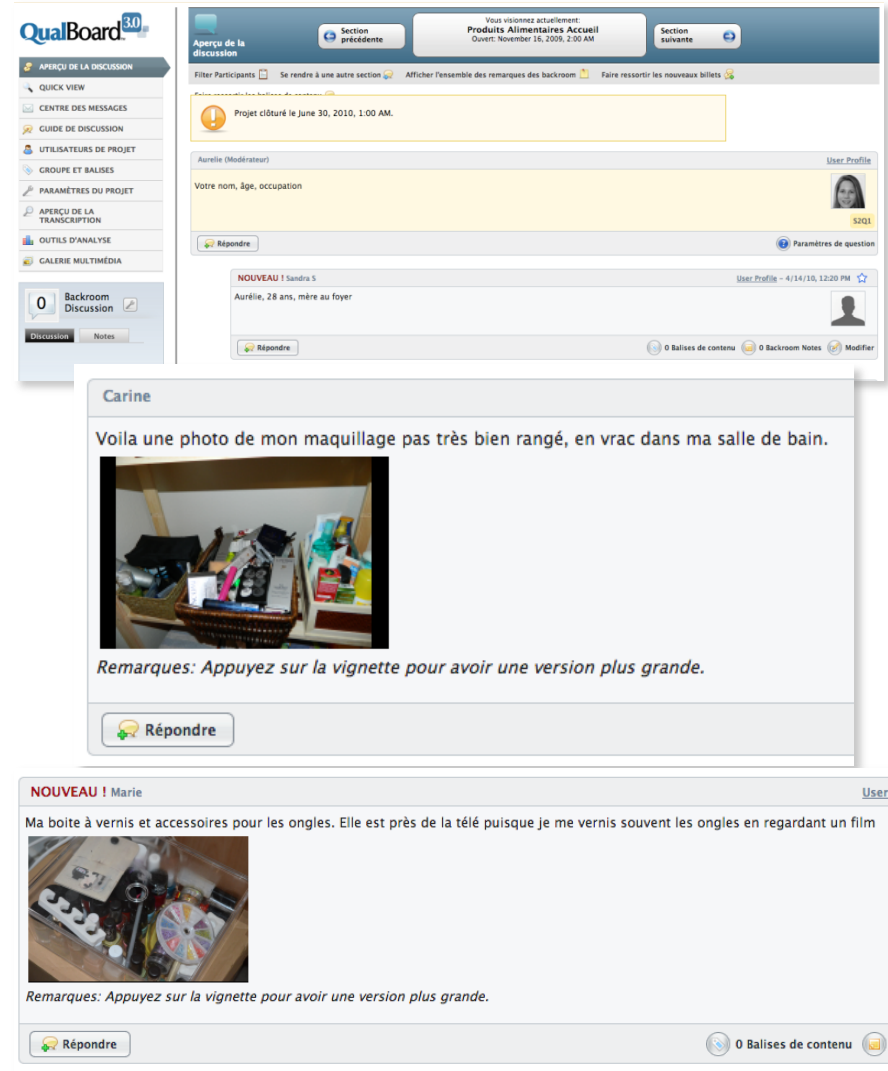 QualBoard 3.0
APERÇU DE LA DISCUSSION
QUICK VIEW
CENTRE DES MESSAGES
GUIDE DE DISCUSSION
UTILISATEURS DE PROJET
GROUPE ET BALISES
PARAMÈTRES DU PROJET
APERÇU DE LA
TRANSCRIPTION
OUTILS D'ANALYSE
GALERIE MULTIMÉDIA
0 Backroom
Discussion
Discussion Notes
Aperçu de la
discussion
Section
précédente
Vous visionnez actuellement:
Produits Alimentaires Accueil
Ouvert: November 16, 2009, 2:00 AM
Section
suivante
Filter Participants Se rendre à une autre section Afficher l'ensemble des remarques des backroom Faire ressortir les nouveaux billets
Projet clôturé le June 30, 2010, 1:00 AM.
Aurelie (Modérateur) User Profile
Votre nom, âge, occupation
S2Q1
Répondre Paramètres de question
NOUVEAU ! Sandra S User Profile - 4/14/10, 12:20 PM
Aurélie, 28 ans, mère au foyer
Répondre 0 Balises de contenu 0 Backroom Notes Modifier
Carine
Voila une photo de mon maquillage pas très bien rangé, en vrac dans ma salle de bain.
Remarques: Appuyez sur la vignette pour avoir une version plus grande.
Répondre
NOUVEAU ! Marie User
Ma boite à vernis et accessoires pour les ongles. Elle est près de la télé puisque je me vernis souvent les ongles en regardant un film
Remarques: Appuyez sur la vignette pour avoir une version plus grande.
Répondre 0 Balises de contenu